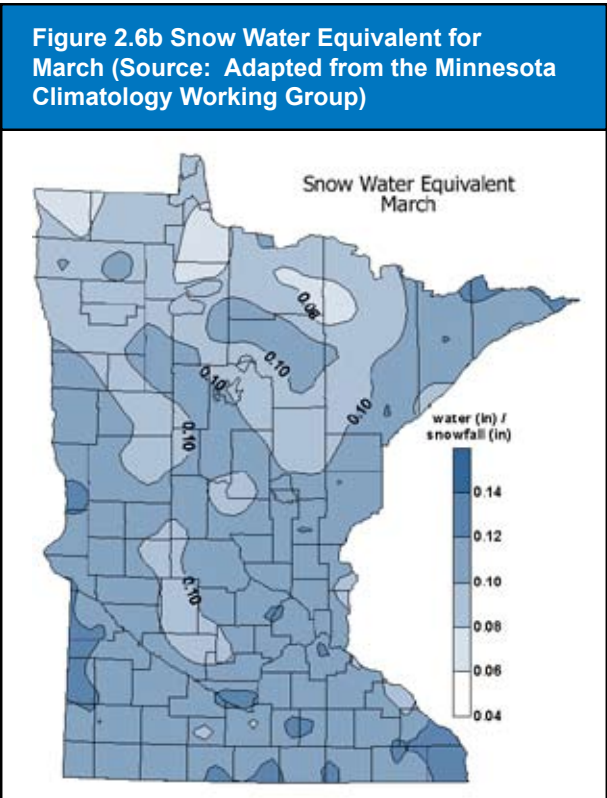 Figure 2.6b Snow Water Equivalent for
March (Source: Adapted from the Minnesota
Climatology Working Group)
Snow Water Equivalent
March
0.08
0.10
0.10
0.10
0.10
0.10
water (in) /
snowfall (in)
0.14
0.12
0.10
0.08
0.06
0.04